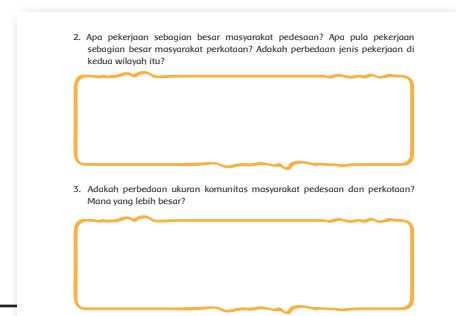 2. Apa pekerjaan sebagian besar masyarakat pedesaan? Apa pula pekerjaan
sebagian besar masyarakat perkotaan? Adakah perbedaan jenis pekerjaan di
kedua wilayah itu?
3. Adakah perbedaan ukuran komunitas masyarakat pedesaan dan perkotaan?
Mana yang lebih besar?